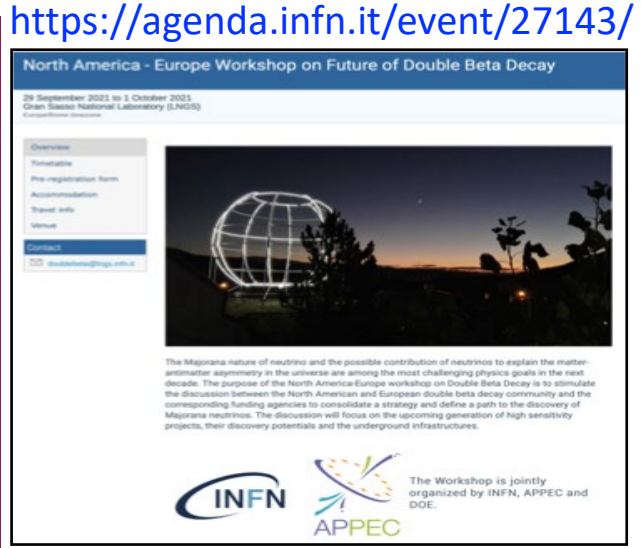 https://agenda.infn.it/event/27143/
North America - Europe Workshop on Future of Double Beta Decay
29 September 2021 to 1 October 2021
Gran Sasso National Laboratory (LNGS)
Europe/Rome timezone
Overview
Timetable
Pre-registration form
Accommodation
Travel info
Venue
Contact
doublebeta@lngs.infn.it
The Majorana nature of neutrino and the possible contribution of neutrinos to explain the matter-
antimatter asymmetry in the universe are among the most challenging physics goals in the next
decade. The purpose of the North America-Europe workshop on Double Beta Decay is to stimulate
the discussion between the North American and European double beta decay community and the
corresponding funding agencies to consolidate a strategy and define a path to the discovery of
Majorana neutrinos. The discussion will focus on the upcoming generation of high sensitivity
projects, their discovery potentials and the underground infrastructures.
INFN
APPEC
The Workshop is jointly
organized by INFN, APPEC and
DOE.